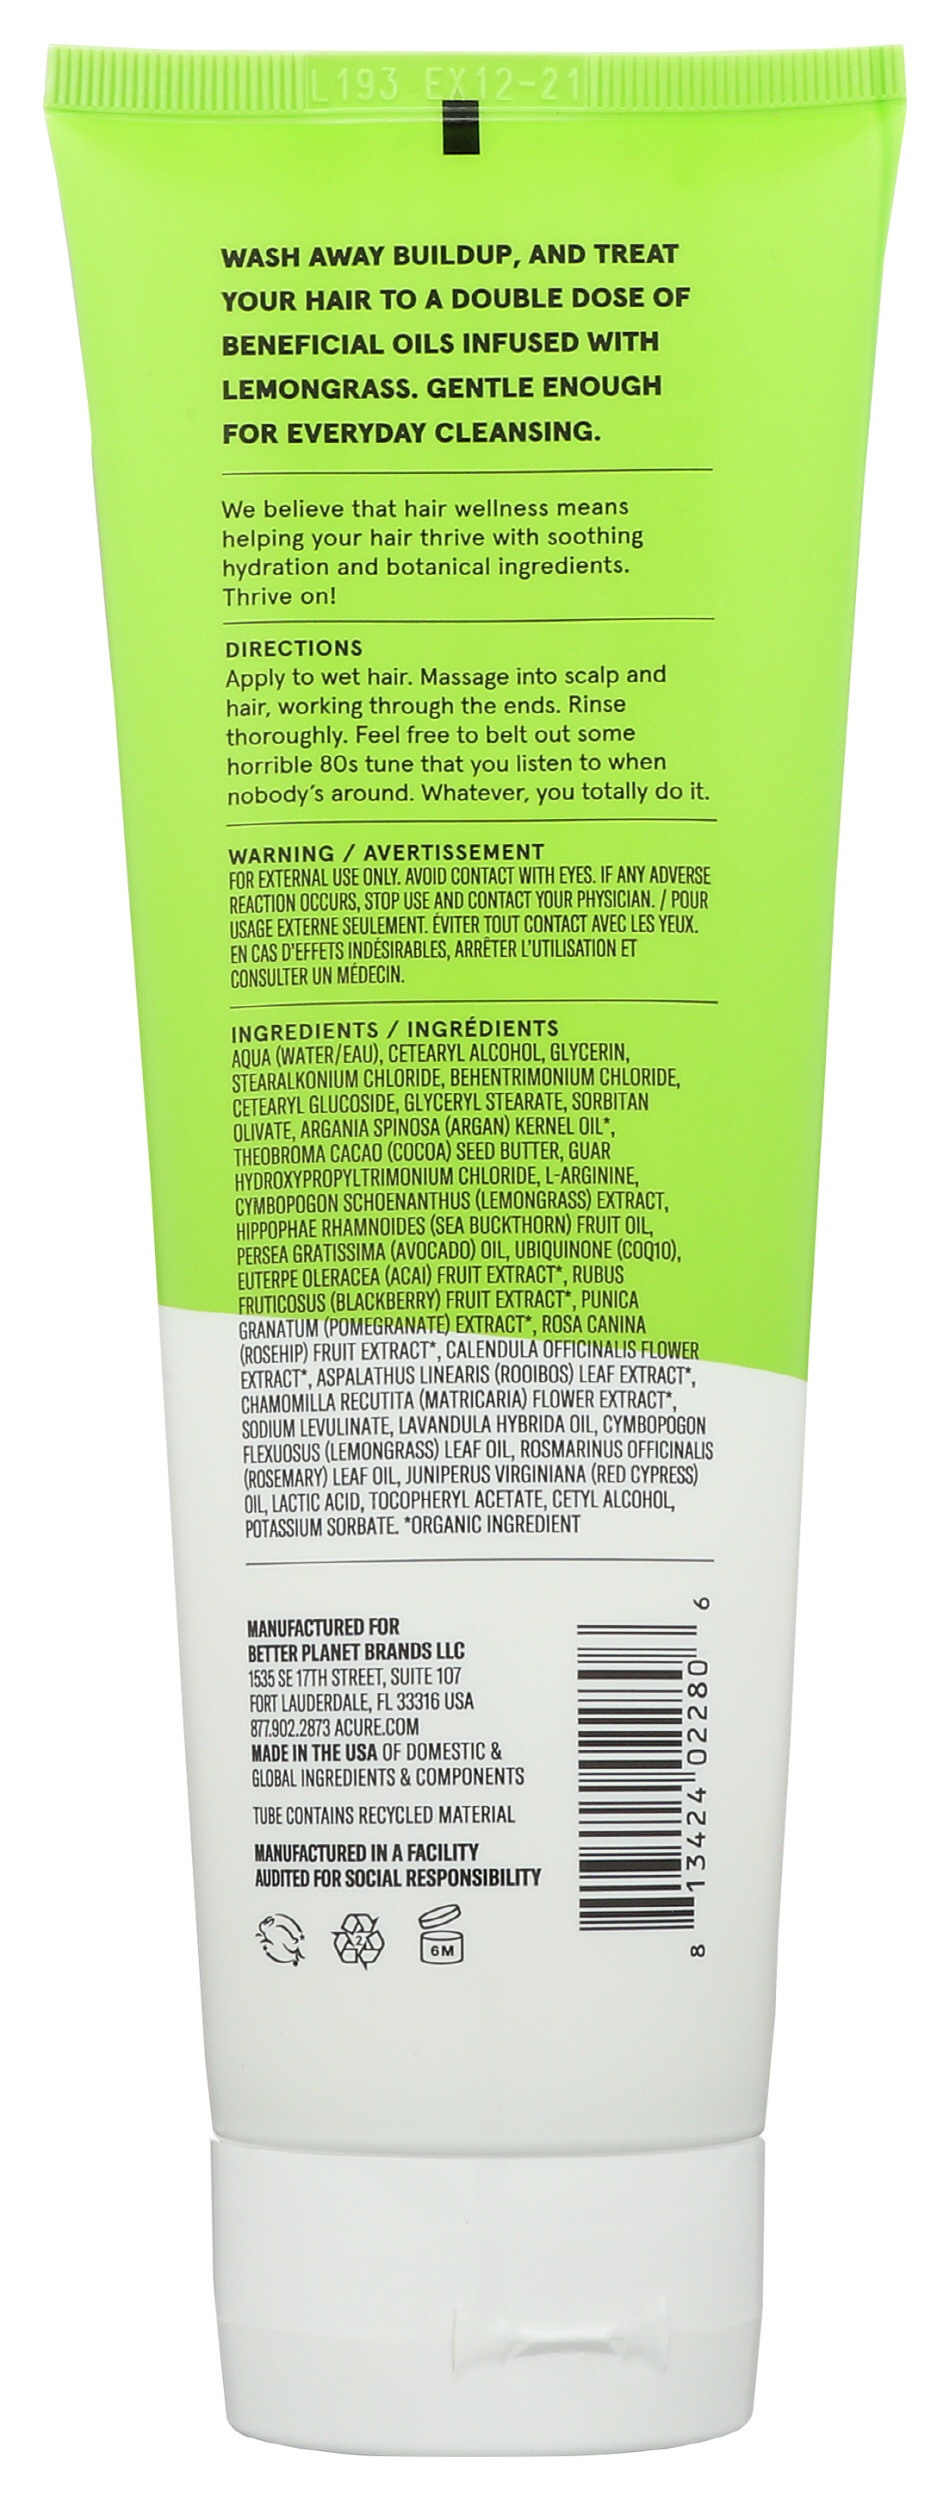 L193 EX12-21
WASH AWAY BUILDUP, AND TREAT
YOUR HAIR TO A DOUBLE DOSE OF
BENEFICIAL OILS INFUSED WITH
LEMONGRASS. GENTLE ENOUGH
FOR EVERYDAY CLEANSING.
We believe that hair wellness means
helping your hair thrive with soothing
hydration and botanical ingredients.
Thrive on!
DIRECTIONS
Apply to wet hair. Massage into scalp and
hair, working through the ends. Rinse
thoroughly. Feel free to belt out some
horrible 80s tune that you listen to when
nobody's around. Whatever, you totally do it.
WARNING / AVERTISSEMENT
FOR EXTERNAL USE ONLY. AVOID CONTACT WITH EYES. IF ANY ADVERSE
REACTION OCCURS, STOP USE AND CONTACT YOUR PHYSICIAN. / POUR
USAGE EXTERNE SEULEMENT. ÉVITER TOUT CONTACT AVEC LES YEUX.
EN CAS D'EFFETS INDÉSIRABLES, ARRÊTER L'UTILISATION ET
CONSULTER UN MÉDECIN.
INGREDIENTS / INGRÉDIENTS
AQUA (WATER/EAU), CETEARYL ALCOHOL, GLYCERIN,
STEARALKONIUM CHLORIDE, BEHENTRIMONIUM CHLORIDE,
CETEARYL GLUCOSIDE, GLYCERYL STEARATE, SORBITAN
OLIVATE, ARGANIA SPINOSA (ARGAN) KERNEL OIL*,
THEOBROMA CACAO (COCOA) SEED BUTTER, GUAR
HYDROXYPROPYLTRIMONIUM CHLORIDE, L-ARGININE,
CYMBOPOGON SCHOENANTHUS (LEMONGRASS) EXTRACT,
HIPPOPHAE RHAMNOIDES (SEA BUCKTHORN) FRUIT OIL,
PERSEA GRATISSIMA (AVOCADO) OIL, UBIQUINONE (COQ10),
EUTERPE OLERACEA (ACAI) FRUIT EXTRACT*, RUBUS
FRUTICOSUS (BLACKBERRY) FRUIT EXTRACT*, PUNICA
GRANATUM (POMEGRANATE) EXTRACT*, ROSA CANINA
(ROSEHIP) FRUIT EXTRACT*, CALENDULA OFFICINALIS FLOWER
EXTRACT*, ASPALATHUS LINEARIS (ROOIBOS) LEAF EXTRACT*,
CHAMOMILLA RECUTITA (MATRICARIA) FLOWER EXTRACT*,
SODIUM LEVULINATE, LAVANDULA HYBRIDA OIL, CYMBOPOGON
FLEXUOSUS (LEMONGRASS) LEAF OIL, ROSMARINUS OFFICINALIS
(ROSEMARY) LEAF OIL, JUNIPERUS VIRGINIANA (RED CYPRESS)
OIL, LACTIC ACID, TOCOPHERYL ACETATE, CETYL ALCOHOL,
POTASSIUM SORBATE. *ORGANIC INGREDIENT
MANUFACTURED FOR
BETTER PLANET BRANDS LLC
1535 SE 17TH STREET, SUITE 107
FORT LAUDERDALE, FL 33316 USA
877.902.2873 ACURE.COM
MADE IN THE USA OF DOMESTIC &
GLOBAL INGREDIENTS & COMPONENTS
TUBE CONTAINS RECYCLED MATERIAL
MANUFACTURED IN A FACILITY
AUDITED FOR SOCIAL RESPONSIBILITY
2
6M
8 13424 02280 6